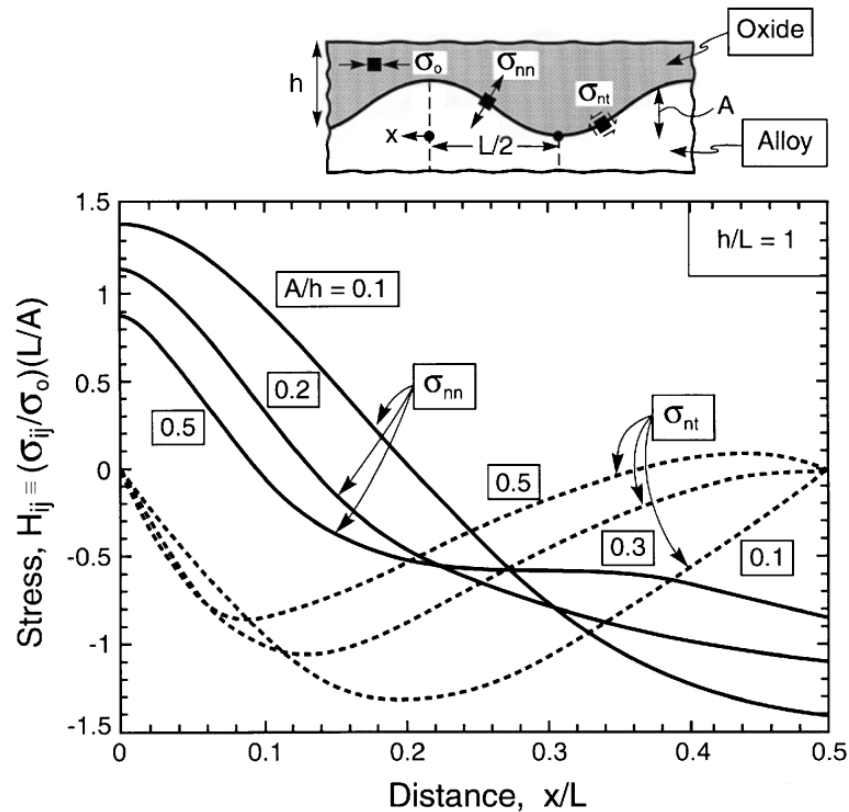 Oxide
σo
σnn
h
σnt
A
x
L/2
Alloy
1.5
h/L = 1
1
A/h = 0.1
0.5
0.2
σnn
σnt
0.5
0
0.5
-0.5
0.3
0.1
-1
-1.5
0
0.1
0.2
0.3
0.4
0.5
Stress, Hij ≡ (σij/σo)(L/A)
Distance, x/L